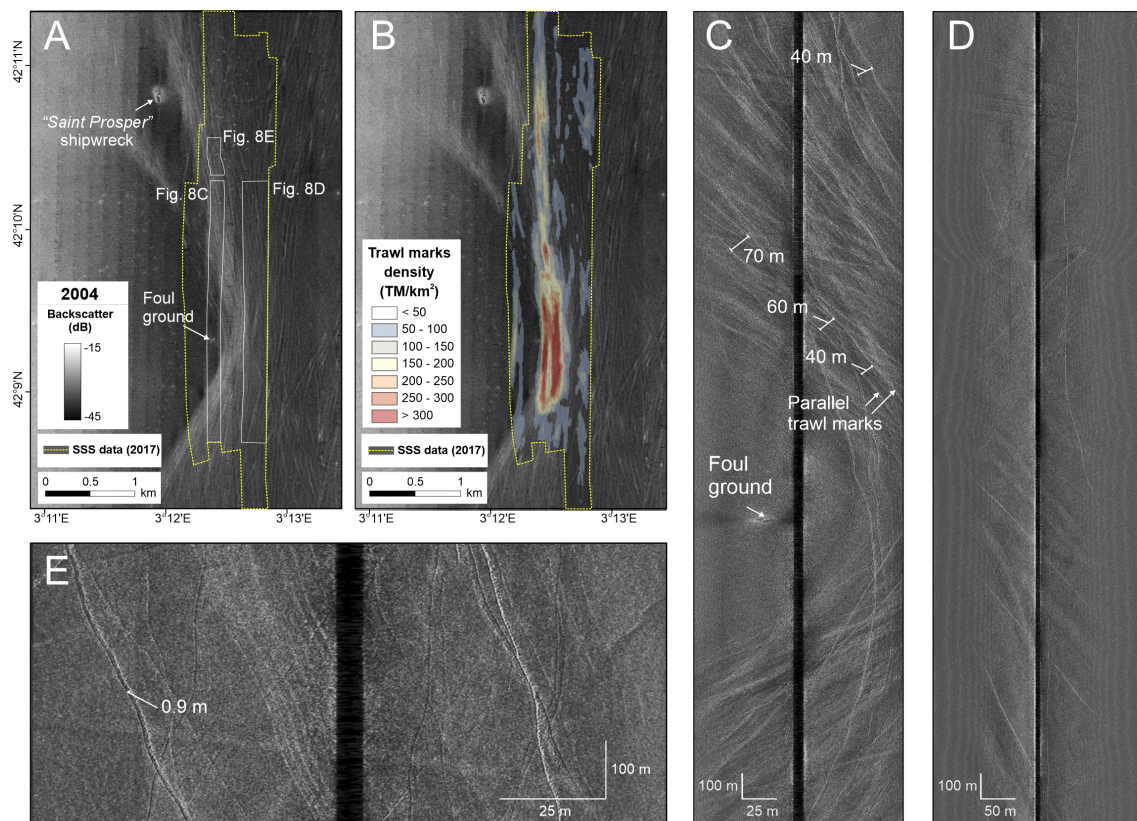 A
42°11'N
42°10'N
42°9'N
"Saint Prosper"
shipwreck
Fig. 8E
Fig. 8C
Fig. 8D
Foul
ground
2004
Backscatter
(dB)
-15
-45
SSS data (2017)
0 0.5 1
km
3°11'E 3°12'E 3°13'E
B
Trawl marks
density
(TM/km²)
< 50
50 - 100
100 - 150
150 - 200
200 - 250
250 - 300
> 300
SSS data (2017)
0 0.5 1
km
3°11'E 3°12'E 3°13'E
C
40 m
70 m
60 m
40 m
Parallel
trawl marks
Foul
ground
100 m
25 m
D
100 m
50 m
E
0.9 m
100 m
25 m